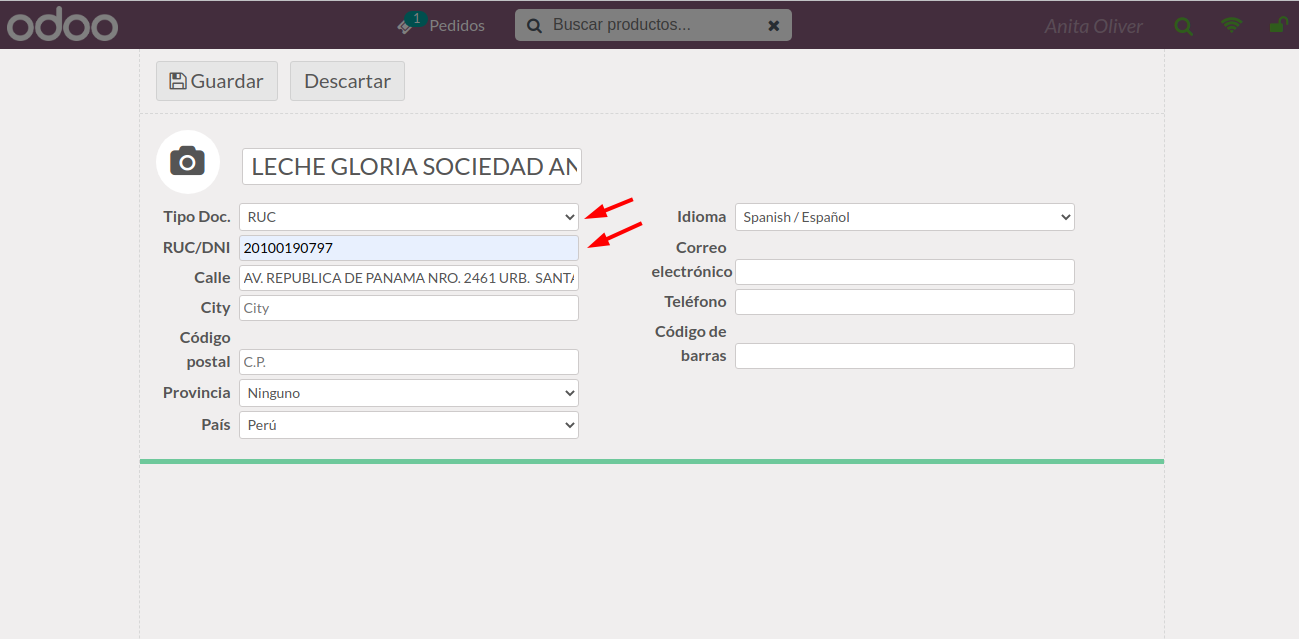 odoo
1
Pedidos
Buscar productos...
Anita Oliver
Guardar
Descartar
LECHE GLORIA SOCIEDAD AN
Tipo Doc.
RUC
RUC/DNI
20100190797
Calle
AV. REPUBLICA DE PANAMA NRO. 2461 URB. SANTA
City
City
Código
postal
C.P.
Provincia
Ninguno
País
Perú
Idioma
Spanish / Español
Correo
electrónico
Teléfono
Código de
barras